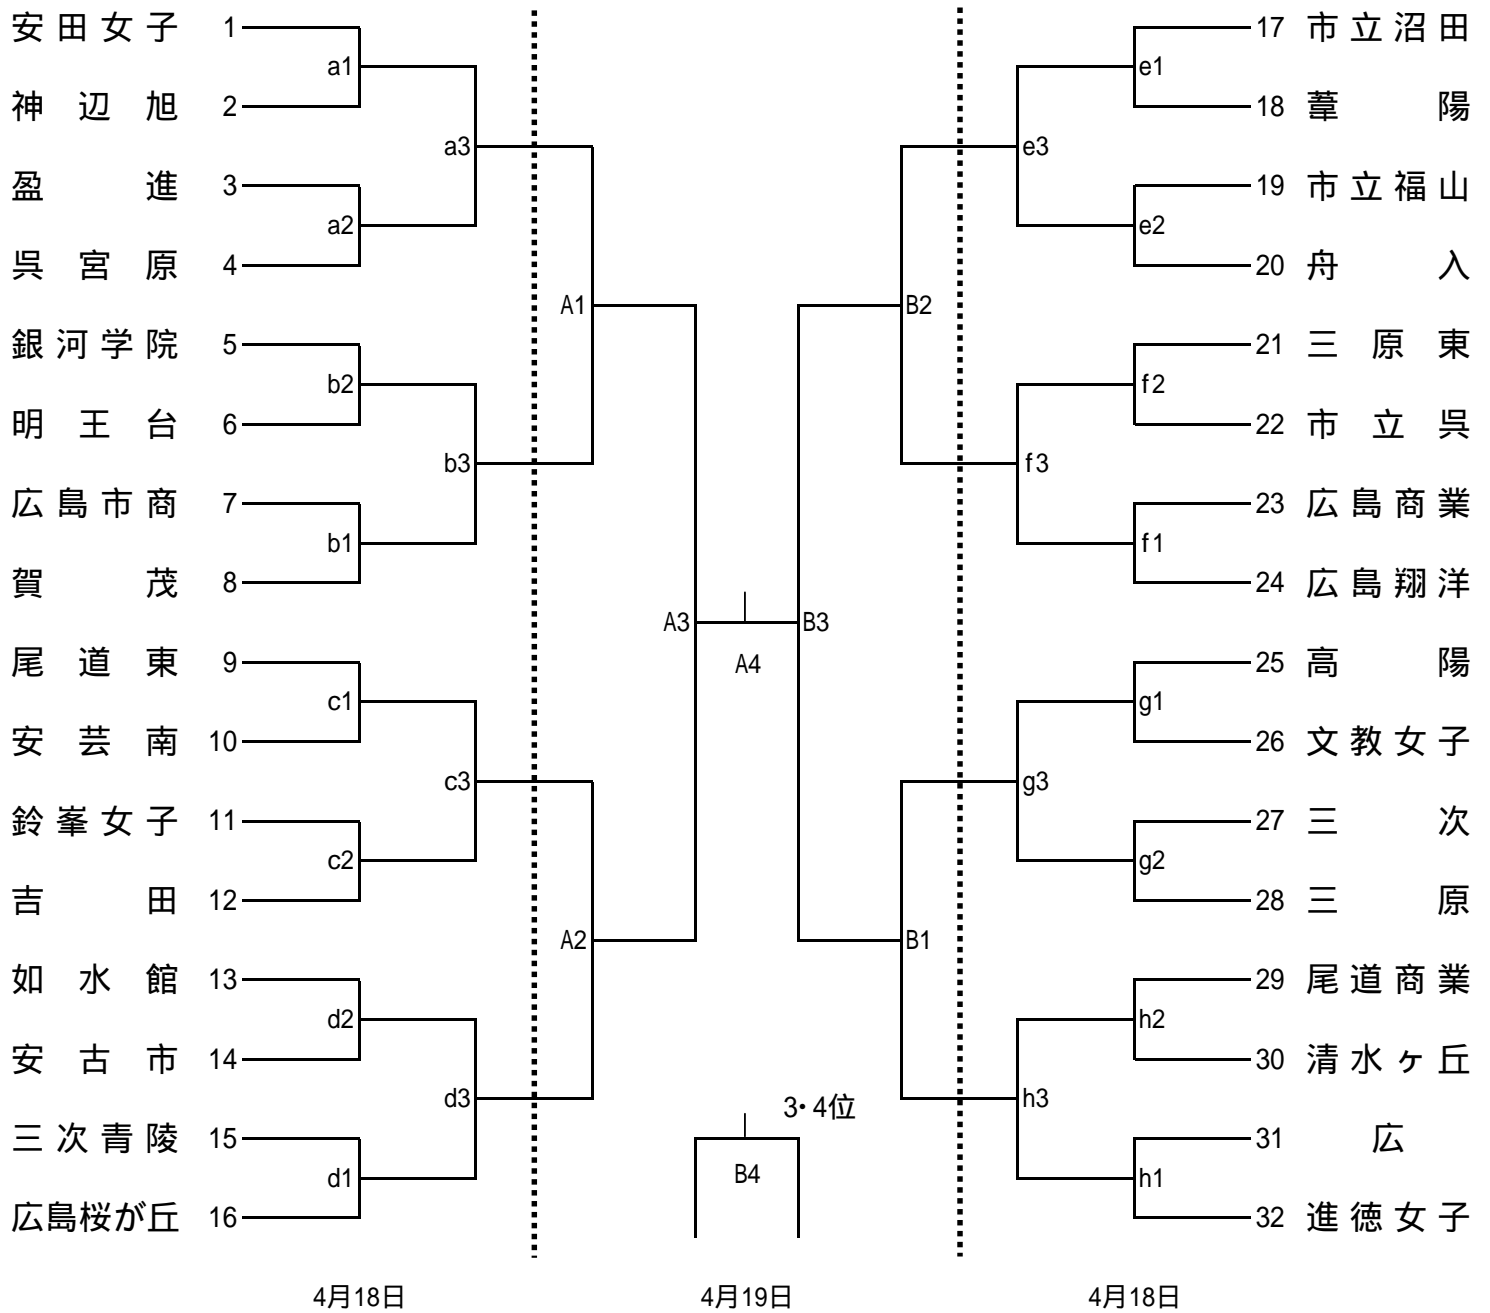 安田女子 1
a1
神辺旭 2
a3
盈進 3
a2
呉宮原 4
A1
銀河学院 5
b2
明王台 6
b3
広島市商 7
b1
賀茂 8
A3
尾道東 9
c1
安芸南 10
c3
鈴峯女子 11
c2
吉田 12
A2
如水館 13
d2
安古市 14
d3
三次青陵 15
d1
広島桜が丘 16
A4
3・4位
B4
17 市立沼田
e1
18 葦陽
e3
19 市立福山
e2
20 舟入
B2
21 三原東
f2
22 市立呉
f3
23 広島商業
f1
24 広島翔洋
B3
25 高陽
g1
26 文教女子
g3
27 三次
g2
28 三原
B1
29 尾道商業
h2
30 清水ヶ丘
h3
31 広
h1
32 進徳女子
4月18日 4月19日 4月18日